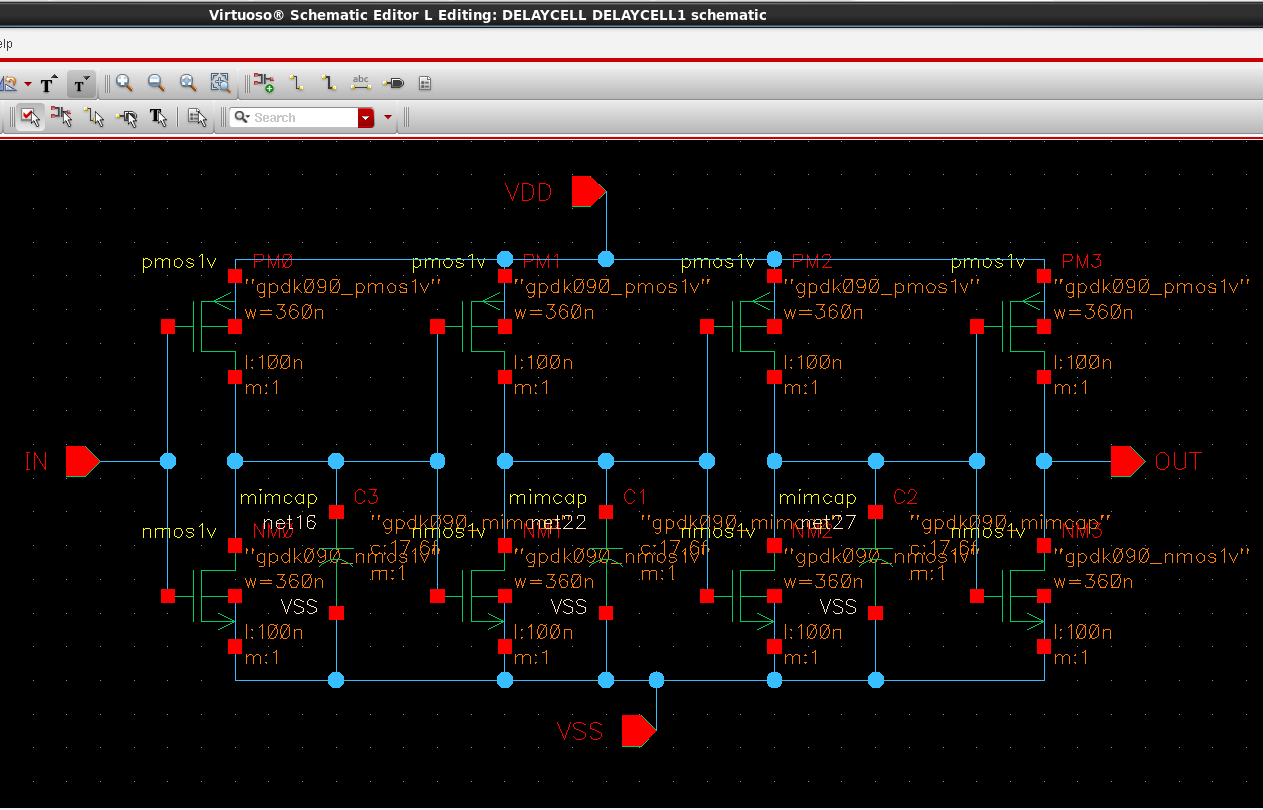 Virtuoso® Schematic Editor L Editing: DELAYCELL DELAYCELL1 schematic
elp
T T abc
T Search
VDD
pmos1v PM0 pmos1v PM1 pmos1v PM2 pmos1v PM3
"gpdk090_pmos1v" "gpdk090_pmos1v" "gpdk090_pmos1v" "gpdk090_pmos1v"
w=360n w=360n w=360n w=360n
l:100n l:100n l:100n l:100n
m:1 m:1 m:1 m:1
IN OUT
mimcap C3 mimcap C1 mimcap C2
net16 "gpdk090_mimcap" net22 "gpdk090_mimcap" net27 "gpdk090_mimcap"
nmos1v NM0 nmos1v NM1 nmos1v NM2 nmos1v NM3
c:17.6f c:17.6f c:17.6f
"gpdk090_nmos1v" "gpdk090_nmos1v" "gpdk090_nmos1v" "gpdk090_nmos1v"
m:1 m:1 m:1
w=360n w=360n w=360n w=360n
VSS VSS VSS
l:100n l:100n l:100n l:100n
m:1 m:1 m:1 m:1
VSS